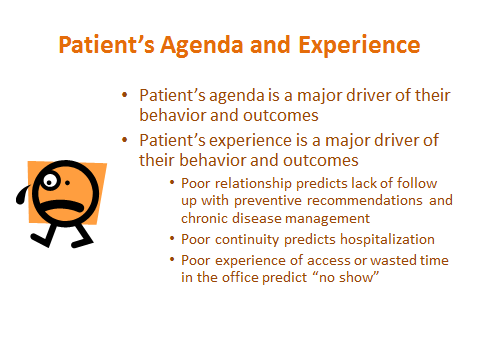 Patient’s Agenda and Experience
• Patient’s agenda is a major driver of their
behavior and outcomes
• Patient’s experience is a major driver of
their behavior and outcomes
• Poor relationship predicts lack of follow
up with preventive recommendations and
chronic disease management
• Poor continuity predicts hospitalization
• Poor experience of access or wasted time
in the office predict “no show”